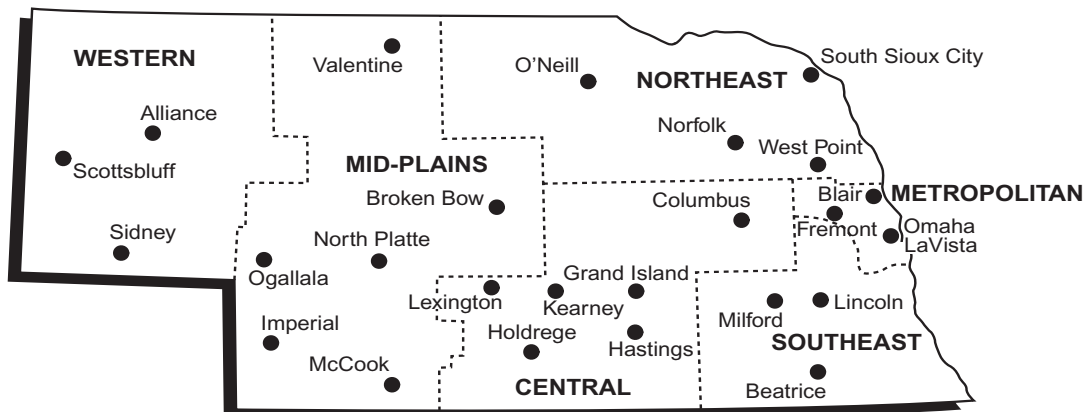 WESTERN
Valentine
O'Neill
South Sioux City
NORTHEAST
Alliance
Scottsbluff
Norfolk
West Point
MID-PLAINS
Broken Bow
Columbus
Blair
METROPOLITAN
Fremont
Omaha
LaVista
Sidney
North Platte
Ogallala
Grand Island
Lexington
Kearney
Milford
Lincoln
Imperial
Holdrege
Hastings
SOUTHEAST
McCook
CENTRAL
Beatrice